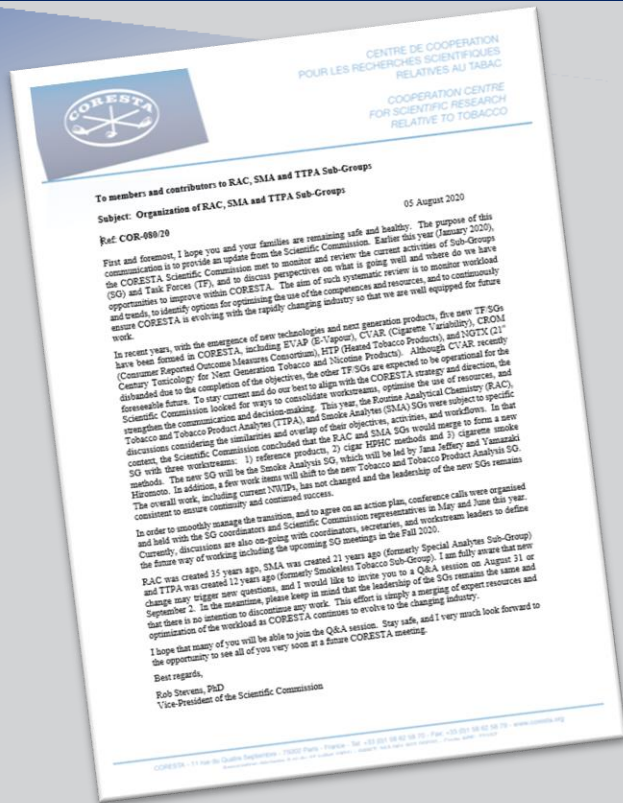 CENTRE DE COOPERATION
POUR LES RECHERCHES SCIENTIFIQUES
RELATIVES AU TABAC
COOPERATION CENTRE
FOR SCIENTIFIC RESEARCH
RELATIVE TO TOBACCO
CORESTA
To members and contributors to RAC, SMA and TTPA Sub-Groups
Subject: Organization of RAC, SMA and TTPA Sub-Groups
05 August 2020
Ref: COR-080/20
First and foremost, I hope you and your families are remaining safe and healthy. The purpose of this
communication is to provide an update from the Scientific Commission. Earlier this year (January 2020),
the CORESTA Scientific Commission met to monitor and review the current activities of Sub-Groups
(SG) and Task Forces (TF), and to discuss perspectives on what is going well and where do we have
opportunities to improve within CORESTA. The aim of such systematic review is to monitor workload
and trends, to identify options for optimising the use of the competences and resources, and to continuously
ensure CORESTA is evolving with the rapidly changing industry so that we are well equipped for future
work.
In recent years, with the emergence of new technologies and next generation products, five new TF/SGs
have been formed in CORESTA, including EVAP (E-Vapour), CVAR (Cigarette Variability), CROM
(Consumer Reported Outcome Measures Consortium), HTP (Heated Tobacco Products), and NGTX (21st
Century Toxicology for Next Generation Tobacco and Nicotine Products). Although CVAR recently
disbanded due to the completion of the objectives, the other TF/SGs are expected to be operational for the
foreseeable future. To stay current and do our best to align with the CORESTA strategy and direction, the
Scientific Commission looked for ways to consolidate workstreams, optimise the use of resources, and
strengthen the communication and decision-making. This year, the Routine Analytical Chemistry (RAC),
Tobacco and Tobacco Product Analytes (TTPA), and Smoke Analytes (SMA) SGs were subject to specific
discussions considering the similarities and overlap of their objectives, activities, and workflows. In that
context, the Scientific Commission concluded that the RAC and SMA SGs would merge to form a new
SG with three workstreams: 1) reference products, 2) cigar HPHC methods and 3) cigarette smoke
methods. The new SG will be the Smoke Analysis SG, which will be led by Jana Jeffery and Yamazaki
Hiromoto. In addition, a few work items will shift to the new Tobacco and Tobacco Product Analysis SG.
The overall work, including current NWIPs, has not changed and the leadership of the new SGs remains
consistent to ensure continuity and continued success.
In order to smoothly manage the transition, and to agree on an action plan, conference calls were organised
and held with the SG coordinators and Scientific Commission representatives in May and June this year.
Currently, discussions are also on-going with coordinators, secretaries, and workstream leaders to define
the future way of working including the upcoming SG meetings in the Fall 2020.
RAC was created 35 years ago, SMA was created 21 years ago (formerly Special Analytes Sub-Group)
and TTPA was created 12 years ago (formerly Smokeless Tobacco Sub-Group). I am fully aware that new
change may trigger new questions, and I would like to invite you to a Q&A session on August 31 or
September 2. In the meantime, please keep in mind that the leadership of the SGs remains the same and
that there is no intention to discontinue any work. This effort is simply a merging of expert resources and
optimization of the workload as CORESTA continues to evolve to the changing industry.
I hope that many of you will be able to join the Q&A session. Stay safe, and I very much look forward to
the opportunity to see all of you very soon at a future CORESTA meeting.
Best regards,
Rob Stevens, PhD
Vice-President of the Scientific Commission
CORESTA - 11 rue du Quatre Septembre - 75002 Paris - France - Tel: +33 (0)1 58 62 58 70 - Fax: +33 (0)1 58 62 58 79 - www.coresta.org